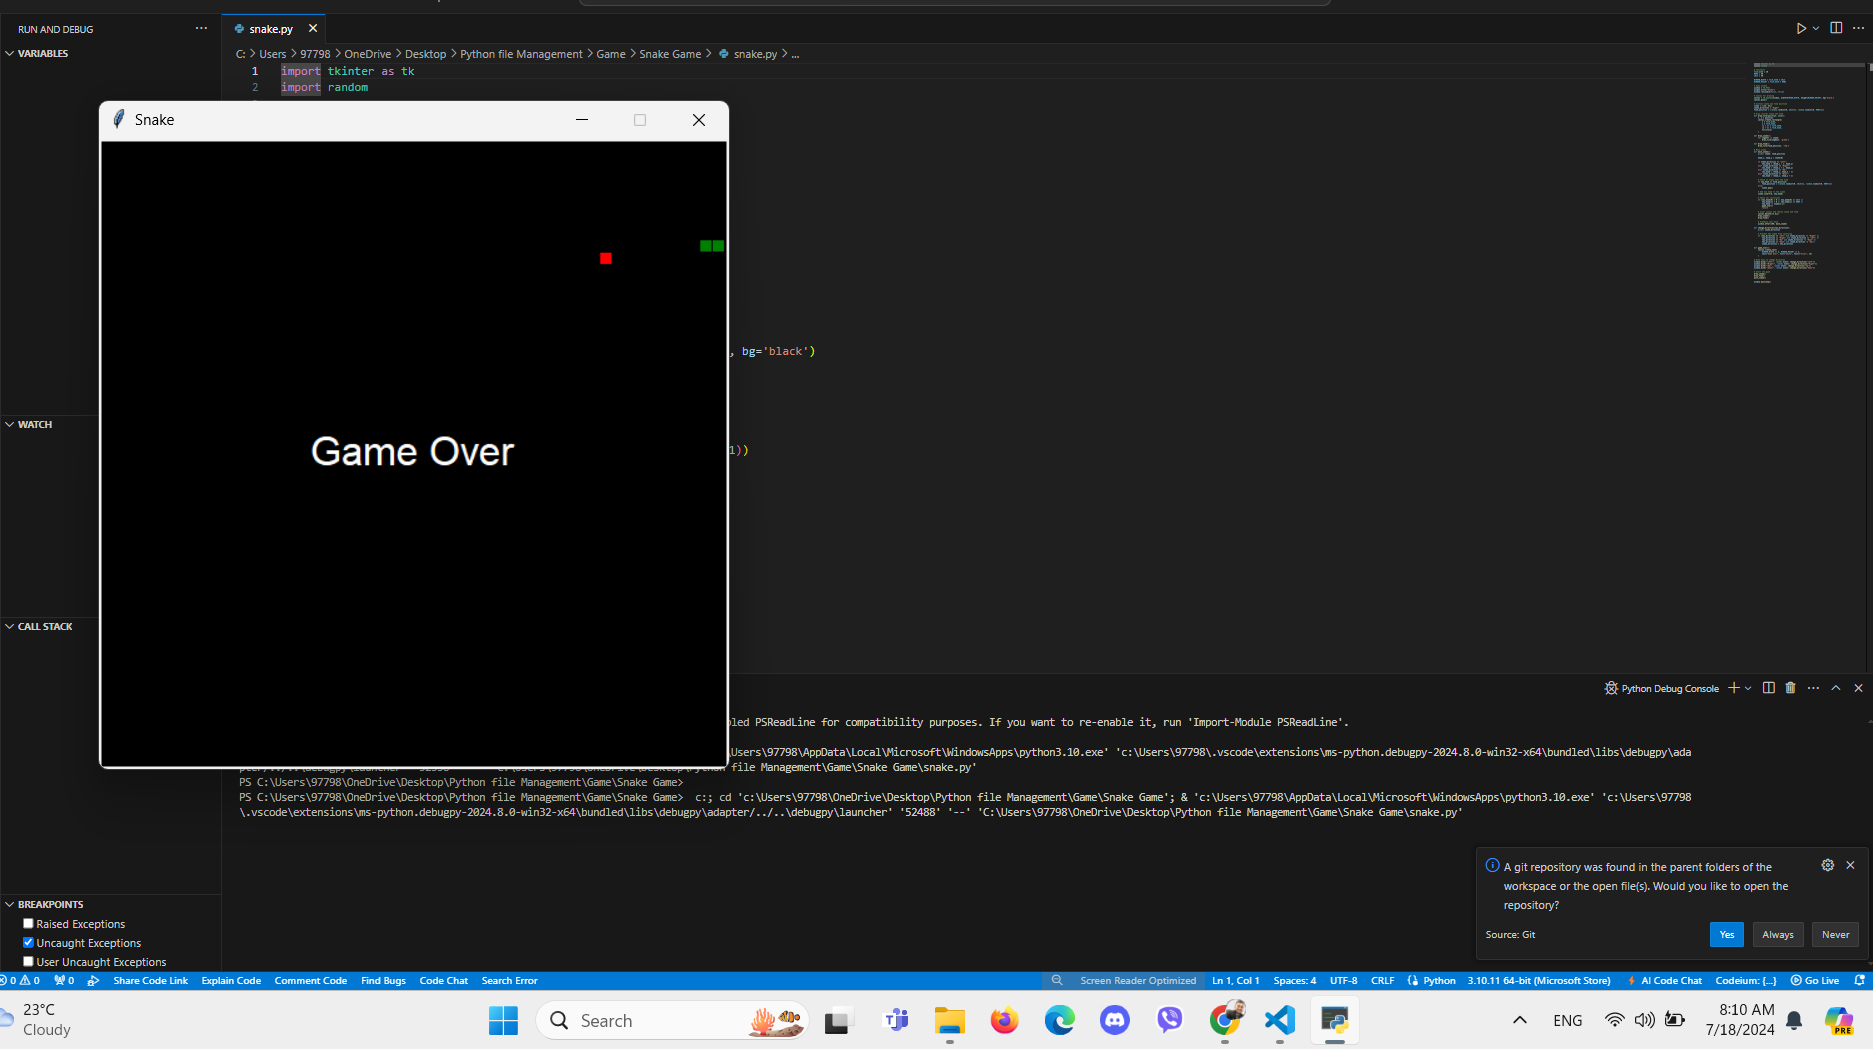 RUN AND DEBUG
snake.py
VARIABLES
C: > Users > 97798 > OneDrive > Desktop > Python file Management > Game > Snake Game > snake.py > ...
1 import tkinter as tk
2 import random
Snake
, bg='black')
WATCH
1))
Game Over
CALL STACK
Python Debug Console
bled PSReadLine for compatibility purposes. If you want to re-enable it, run 'Import-Module PSReadLine'.
Users\97798\AppData\Local\Microsoft\WindowsApps\python3.10.exe' 'c:\Users\97798\.vscode\extensions\ms-python.debugpy-2024.8.0-win32-x64\bundled\libs\debugpy\ada
file Management\Game\Snake Game\snake.py'
PS C:\Users\97798\OneDrive\Desktop\Python file Management\Game\Snake Game>
PS C:\Users\97798\OneDrive\Desktop\Python file Management\Game\Snake Game>  c:; cd 'c:\Users\97798\OneDrive\Desktop\Python file Management\Game\Snake Game'; & 'c:\Users\97798\AppData\Local\Microsoft\WindowsApps\python3.10.exe' 'c:\Users\97798
\.vscode\extensions\ms-python.debugpy-2024.8.0-win32-x64\bundled\libs\debugpy\adapter/../..\debugpy\launcher' '52488' '--' 'C:\Users\97798\OneDrive\Desktop\Python file Management\Game\Snake Game\snake.py'
A git repository was found in the parent folders of the
workspace or the open file(s). Would you like to open the
repository?
Source: Git
Yes
Always
Never
BREAKPOINTS
Raised Exceptions
Uncaught Exceptions
User Uncaught Exceptions
0 0 0 Share Code Link Explain Code Comment Code Find Bugs Code Chat Search Error Screen Reader Optimized Ln 1, Col 1 Spaces: 4 UTF-8 CRLF Python 3.10.11 64-bit (Microsoft Store) AI Code Chat Codeium: {...} Go Live
23°C
Cloudy
Search
ENG
8:10 AM
7/18/2024
PRE